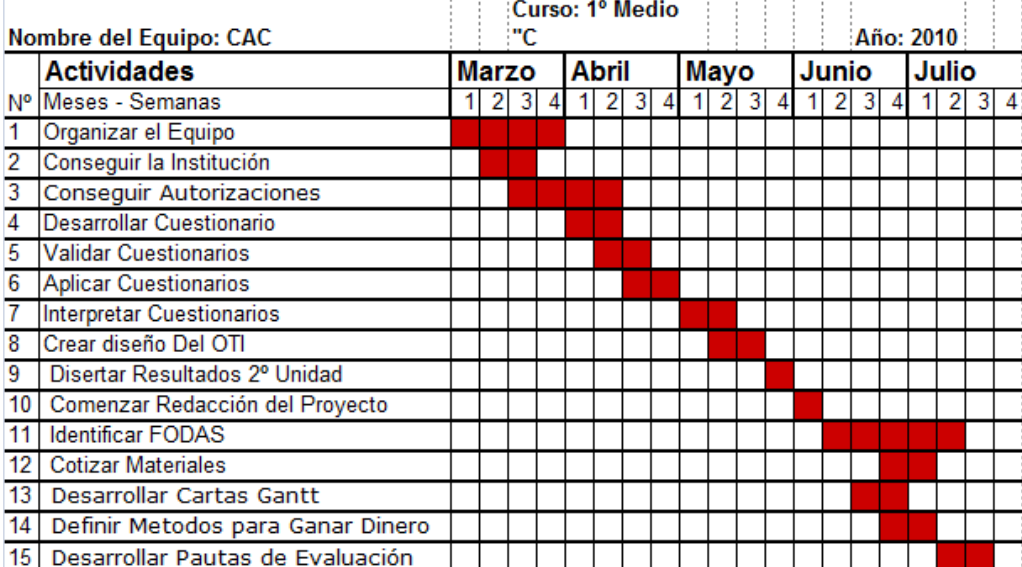 Curso: 1º Medio
Nombre del Equipo: CAC "C Año: 2010
Actividades Marzo Abril Mayo Junio Julio
Nº Meses - Semanas 1 2 3 4 1 2 3 4 1 2 3 4 1 2 3 4 1 2 3 4
1 Organizar el Equipo
2 Conseguir la Institución
3 Conseguir Autorizaciones
4 Desarrollar Cuestionario
5 Validar Cuestionarios
6 Aplicar Cuestionarios
7 Interpretar Cuestionarios
8 Crear diseño Del OTI
9 Disertar Resultados 2º Unidad
10 Comenzar Redacción del Proyecto
11 Identificar FODAS
12 Cotizar Materiales
13 Desarrollar Cartas Gantt
14 Definir Metodos para Ganar Dinero
15 Desarrollar Pautas de Evaluación